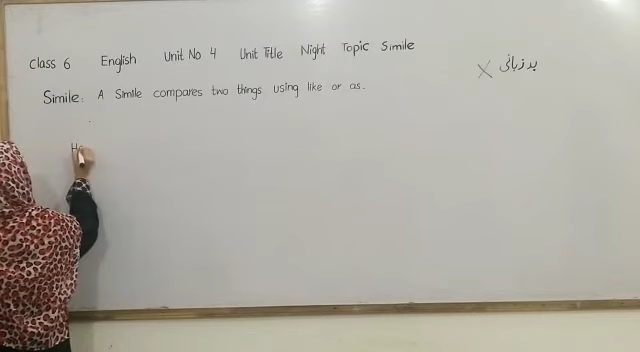 Class 6 English Unit No 4 Unit Title Night Topic Simile
× بدزبانی
Simile: A Simile compares two things using like or as.
H